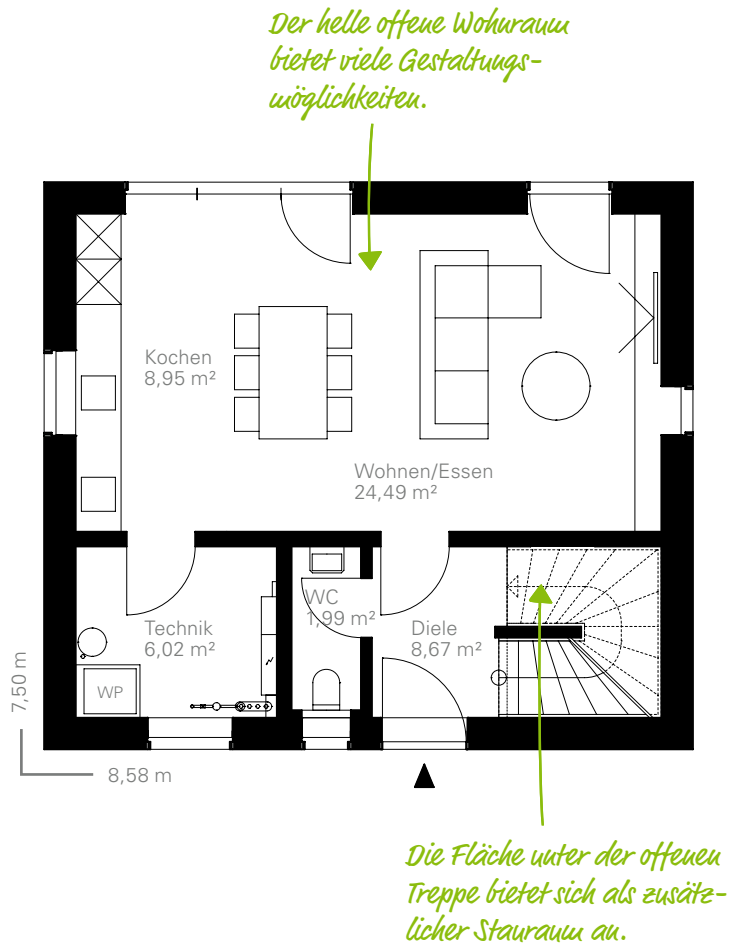 Der helle offene Wohnraum
bietet viele Gestaltungs-
möglichkeiten.
Kochen
8,95 m²
Wohnen/Essen
24,49 m²
WC
1,99 m²
Technik
6,02 m²
Diele
8,67 m²
WP
7,50 m
8,58 m
Die Fläche unter der offenen
Treppe bietet sich als zusätz-
licher Stauraum an.